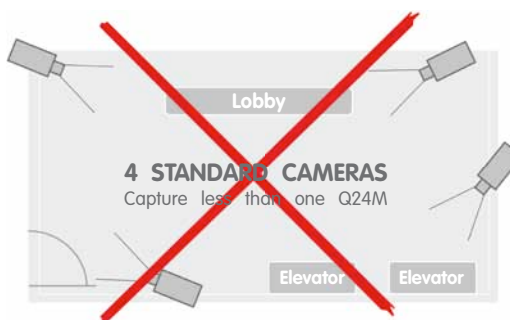 Lobby
4 STANDARD CAMERAS
Capture less than one Q24M
Elevator Elevator